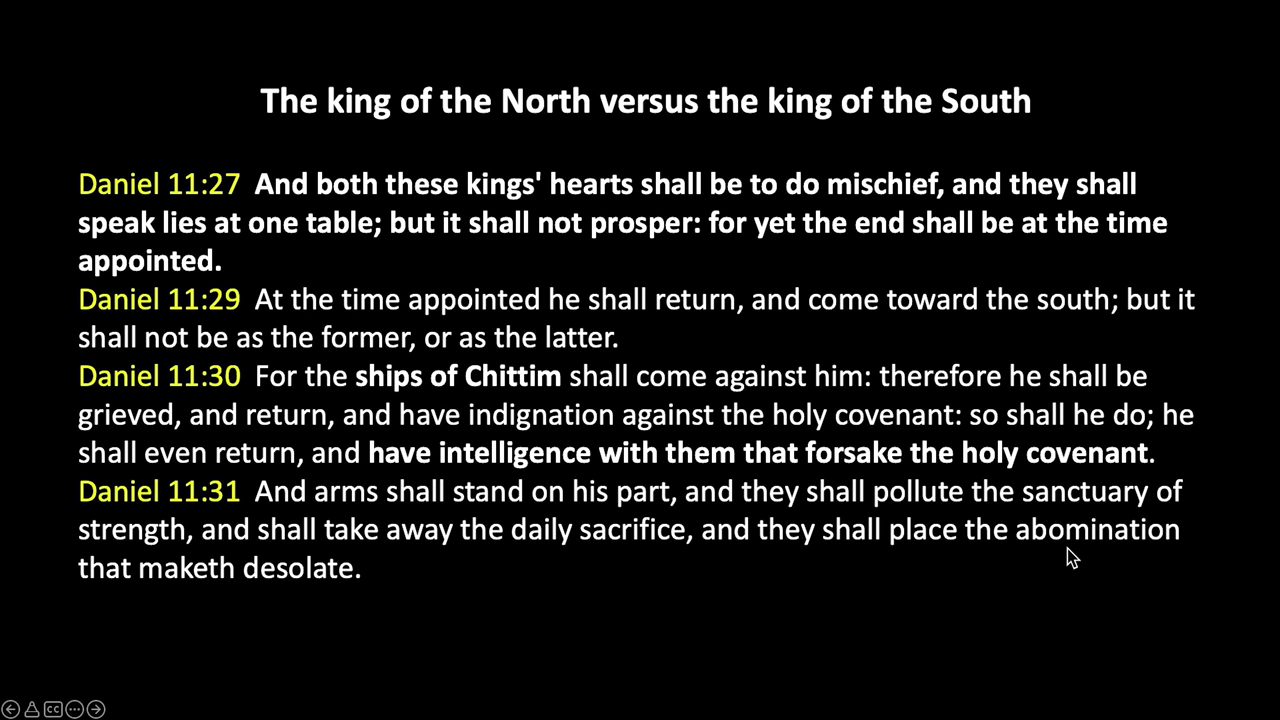 The king of the North versus the king of the South
Daniel 11:27 And both these kings' hearts shall be to do mischief, and they shall
speak lies at one table; but it shall not prosper: for yet the end shall be at the time
appointed.
Daniel 11:29 At the time appointed he shall return, and come toward the south; but it
shall not be as the former, or as the latter.
Daniel 11:30 For the ships of Chittim shall come against him: therefore he shall be
grieved, and return, and have indignation against the holy covenant: so shall he do; he
shall even return, and have intelligence with them that forsake the holy covenant.
Daniel 11:31 And arms shall stand on his part, and they shall pollute the sanctuary of
strength, and shall take away the daily sacrifice, and they shall place the abomination
that maketh desolate.
CC